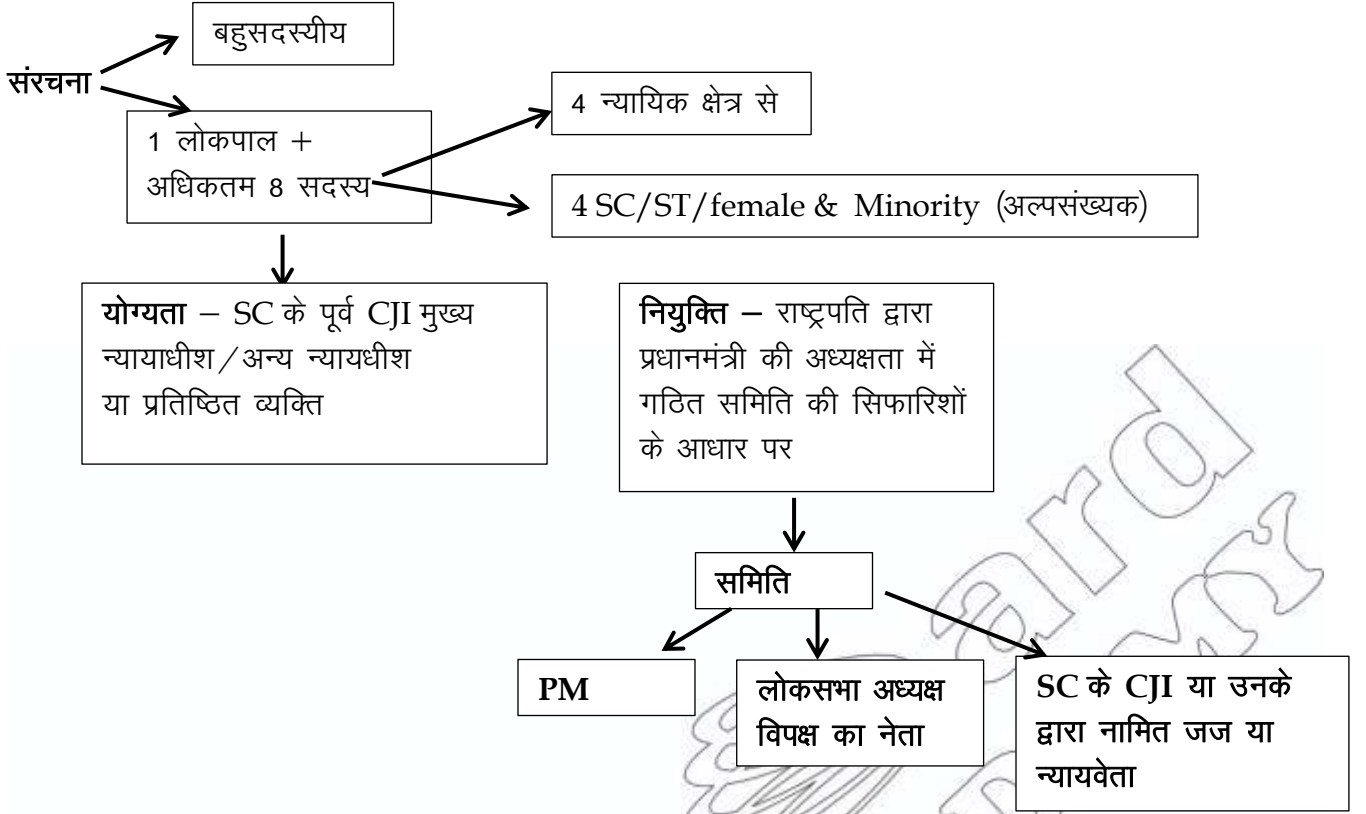 बहुसदस्यीय
संरचना
1 लोकपाल +
अधिकतम 8 सदस्य
4 न्यायिक क्षेत्र से
4 SC/ST/female & Minority (अल्पसंख्यक)
योग्यता – SC के पूर्व CJI मुख्य
न्यायाधीश/अन्य न्यायधीश
या प्रतिष्ठित व्यक्ति
नियुक्ति – राष्ट्रपति द्वारा
प्रधानमंत्री की अध्यक्षता में
गठित समिति की सिफारिशों
के आधार पर
समिति
PM
लोकसभा अध्यक्ष
विपक्ष का नेता
SC के CJI या उनके
द्वारा नामित जज या
न्यायवेता